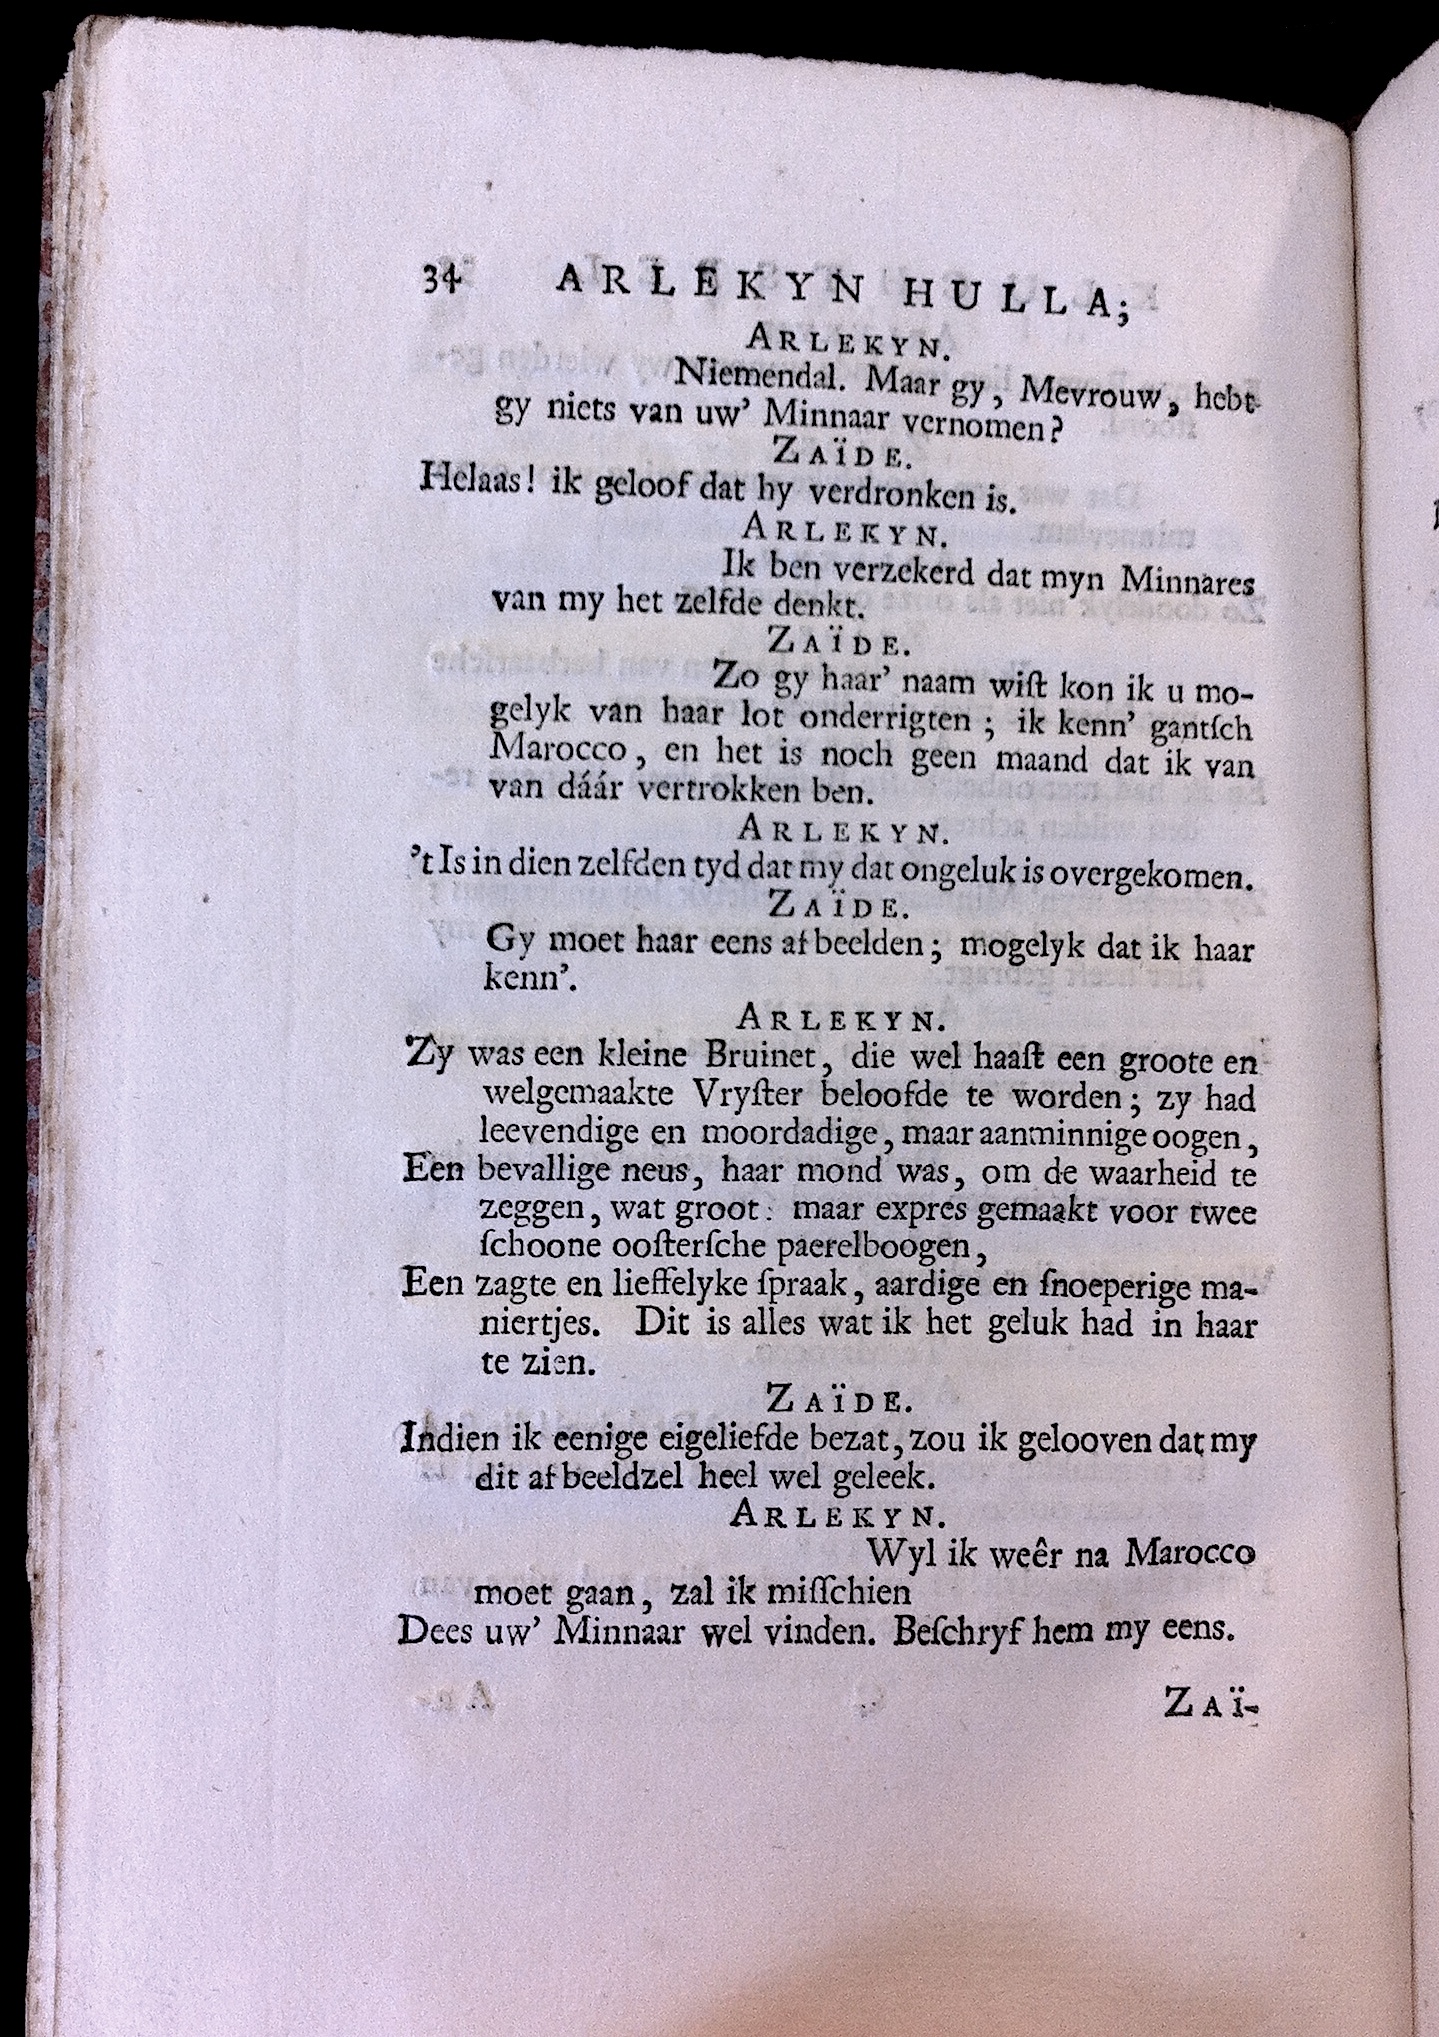 34 ARLEKYN HULLA;
ARLEKYN.
Niemendal. Maar gy, Mevrouw, hebt
gy niets van uw' Minnaar vernomen?
ZAÏDE.
Helaas! ik geloof dat hy verdronken is.
ARLEKYN.
Ik ben verzekerd dat myn Minnares
van my het zelfde denkt.
ZAÏDE.
Zo gy haar' naam wiſt kon ik u mo-
gelyk van haar lot onderrigten; ik kenn' gantſch
Marocco, en het is noch geen maand dat ik van
van dáár vertrokken ben.
ARLEKYN.
't Is in dien zelfden tyd dat my dat ongeluk is overgekomen.
ZAÏDE.
Gy moet haar eens afbeelden; mogelyk dat ik haar
kenn'.
ARLEKYN.
Zy was een kleine Bruinet, die wel haaſt een groote en
welgemaakte Vryſter beloofde te worden; zy had
leevendige en moordadige, maar aanminnige oogen,
Een bevallige neus, haar mond was, om de waarheid te
zeggen, wat groot: maar expres gemaakt voor twee
ſchoone ooſterſche paerelboogen,
Een zagte en lieffelyke ſpraak, aardige en ſnoeperige ma-
niertjes. Dit is alles wat ik het geluk had in haar
te zien.
ZAÏDE.
Indien ik eenige eigeliefde bezat, zou ik gelooven dat my
dit afbeeldzel heel wel geleek.
ARLEKYN.
Wyl ik weêr na Marocco
moet gaan, zal ik miſſchien
Dees uw' Minnaar wel vinden. Beſchryf hem my eens.
ZAÏ-